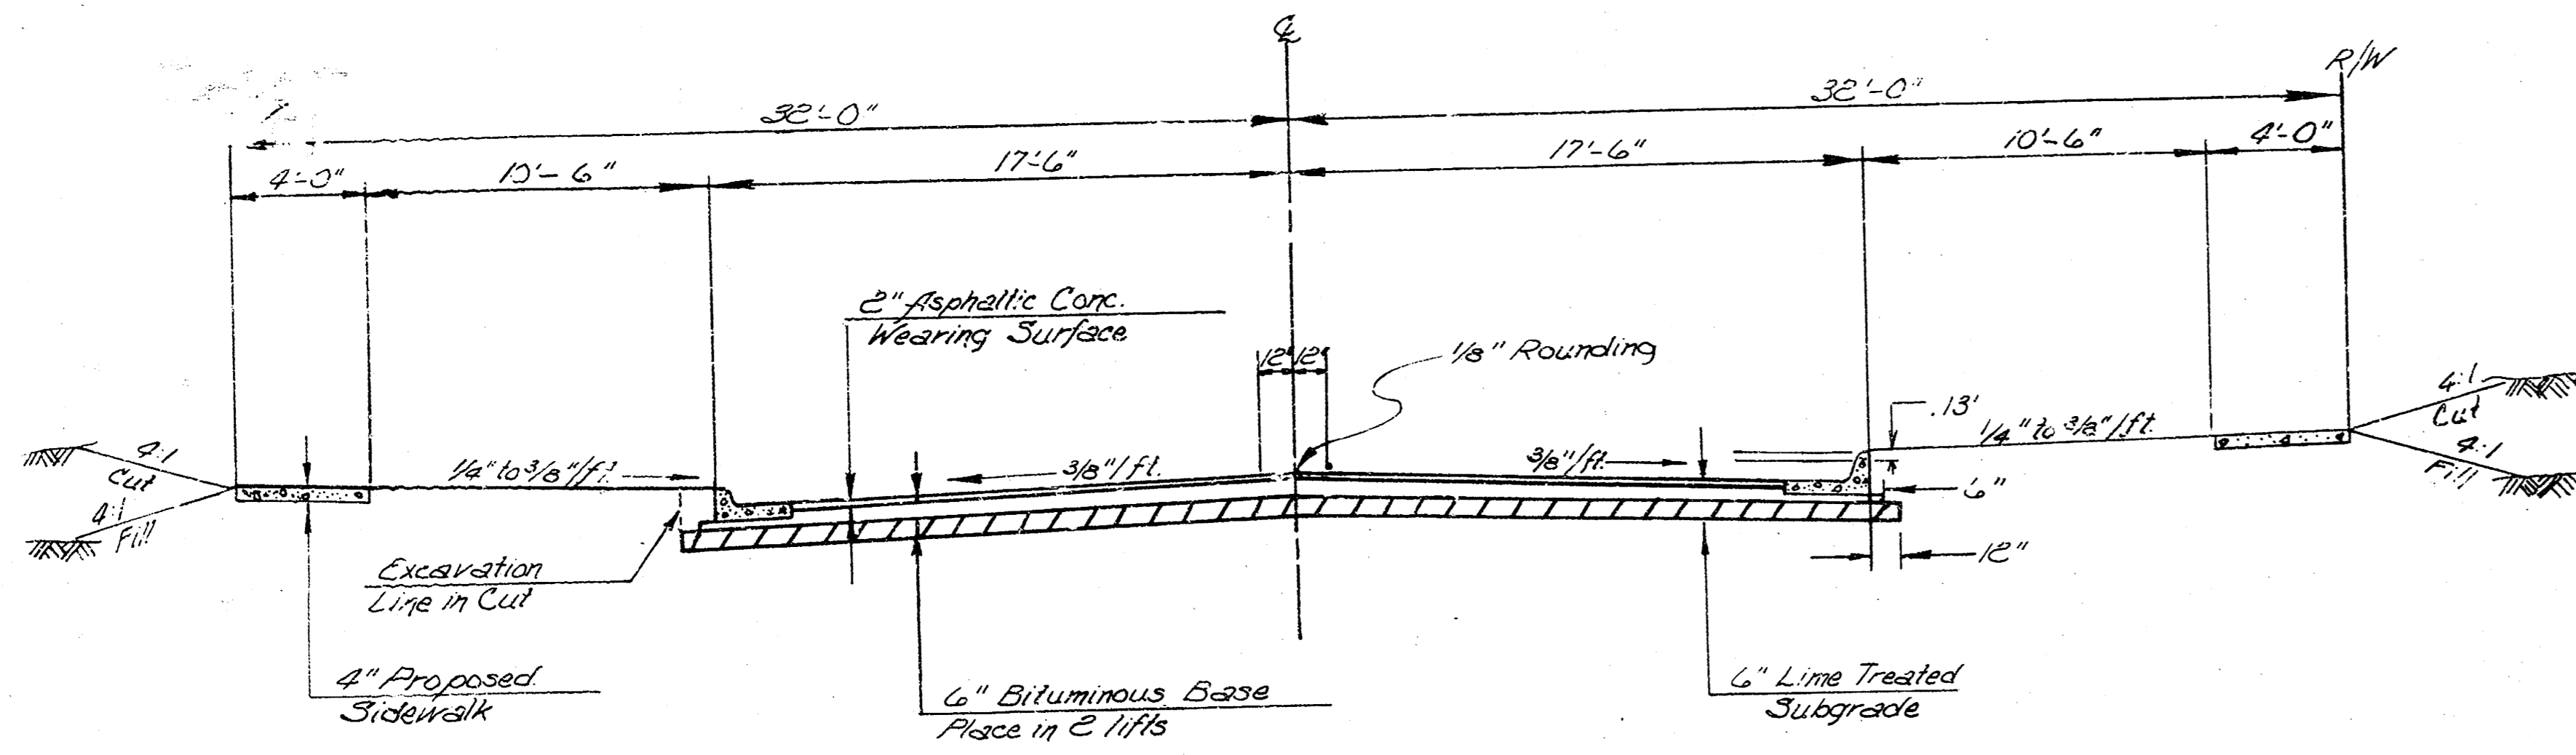 ℄
R/W
32'-0"
32'-0"
4'-0"
10'-6"
17'-6"
17'-6"
10'-6"
4'-0"
2" Asphaltic Conc.
Wearing Surface
12"
12"
1/8" Rounding
4:1
Cut
4:1
Fill
1/4" to 3/8"/ft.
3/8"/ft.
3/8"/ft.
.13'
1/4" to 3/8"/ft.
4:1
Cut
4:1
Fill
6"
12"
Excavation
Line in Cut
4" Proposed
Sidewalk
6" Bituminous Base
Place in 2 lifts
6" Lime Treated
Subgrade